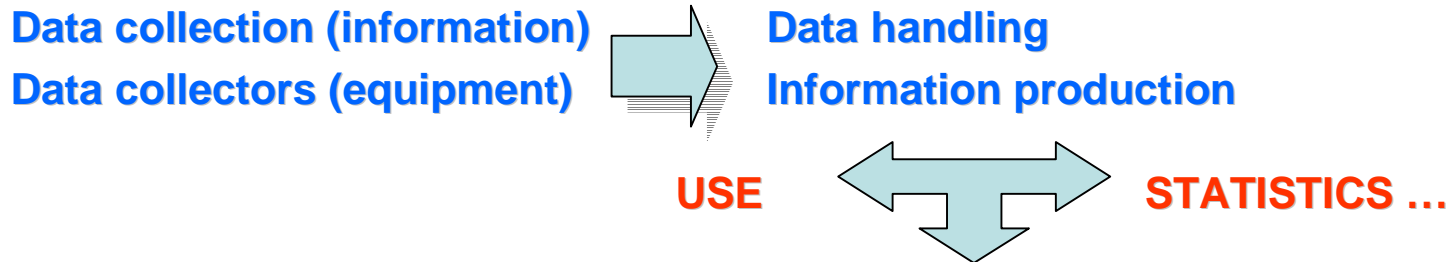 Data collection (information) Data handling
Data collectors (equipment) Information production
USE STATISTICS …